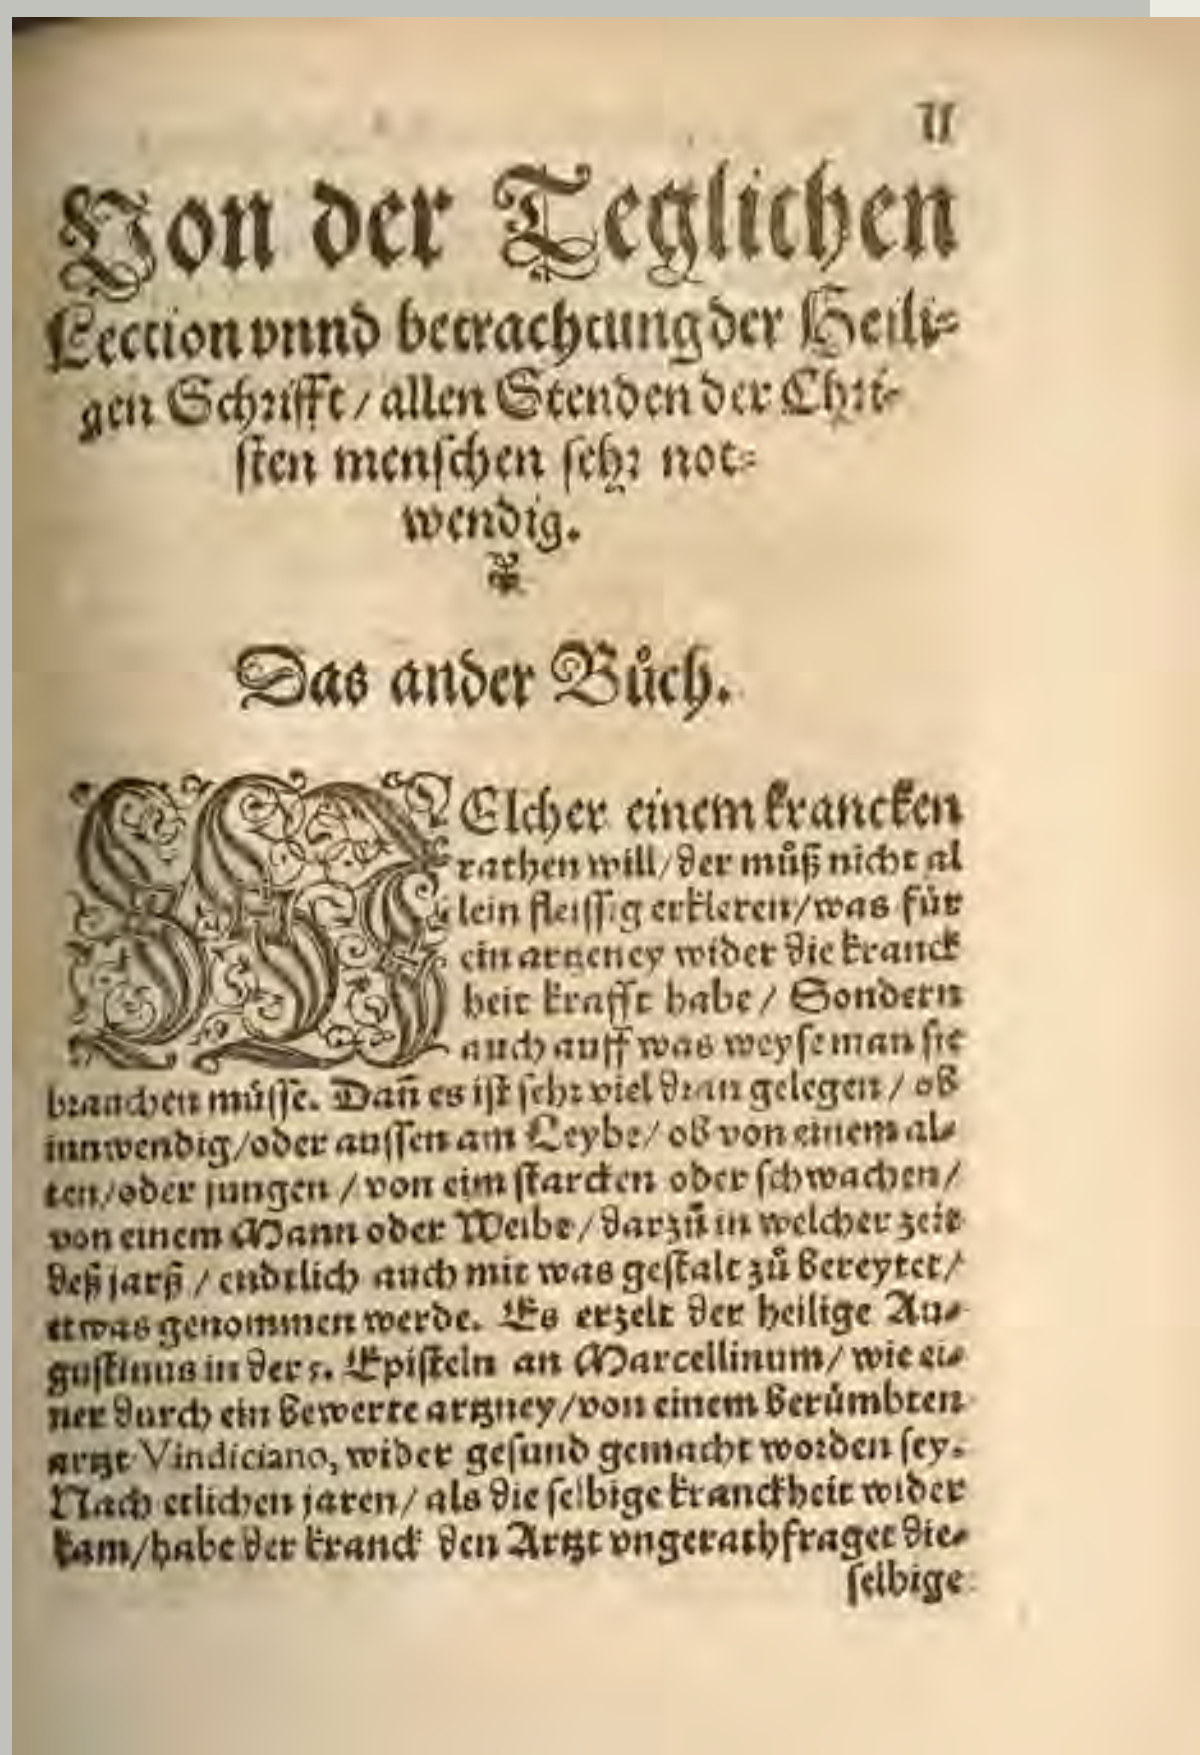 Von der Teglichen
Lection vnnd betrachtung der Heili-
gen Schrifft / allen Stenden der Chri-
sten menschen sehr not-
wendig.
Das ander Bůch.
WElcher einem krancken
rathen will / der můß nicht al
lein fleissig erkleren / was für
ein artzney wider die kranck
heit krafft habe / Sondern
auch auff was weyse man sie
brauchen müsse. Dañ es ist sehr viel dran gelegen / ob
innwendig / oder aussen am Leybe / ob von einem al-
ten / oder jungen / von eim starcken oder schwachen /
von einem Mann oder Weibe / darzů in welcher zeit
deß jarß / endtlich auch mit was gestalt zů bereytet /
etwas genommen werde. Es erzelt der heilige Au-
gustinus in der 5. Episteln an Marcellinum / wie ei-
ner durch ein bewerte artzney / von einem berůmbten
artzt Vindiciano, wider gesund gemacht worden sey.
Nach etlichen jaren / als die selbige kranckheit wider
kam / habe der kranck den Artzt vngerathfraget die-
selbige